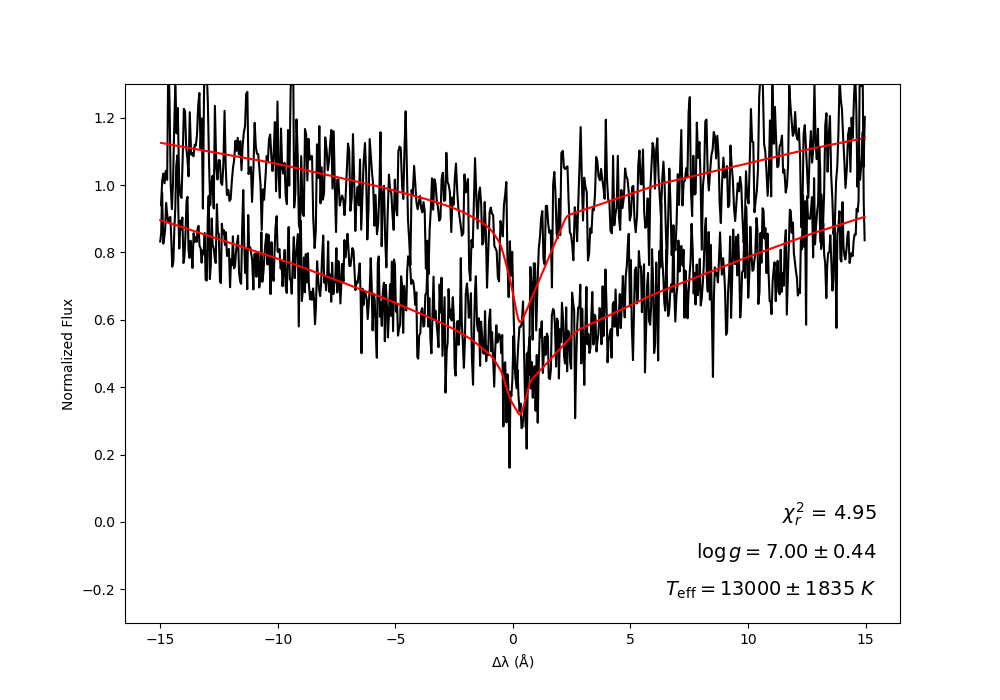 1.2
1.0
0.8
0.6
0.4
0.2
0.0
−0.2
Normalized Flux
χ²ᵣ = 4.95
log g = 7.00 ± 0.44
T_eff = 13000 ± 1835 K
−15 −10 −5 0 5 10 15
Δλ (Å)